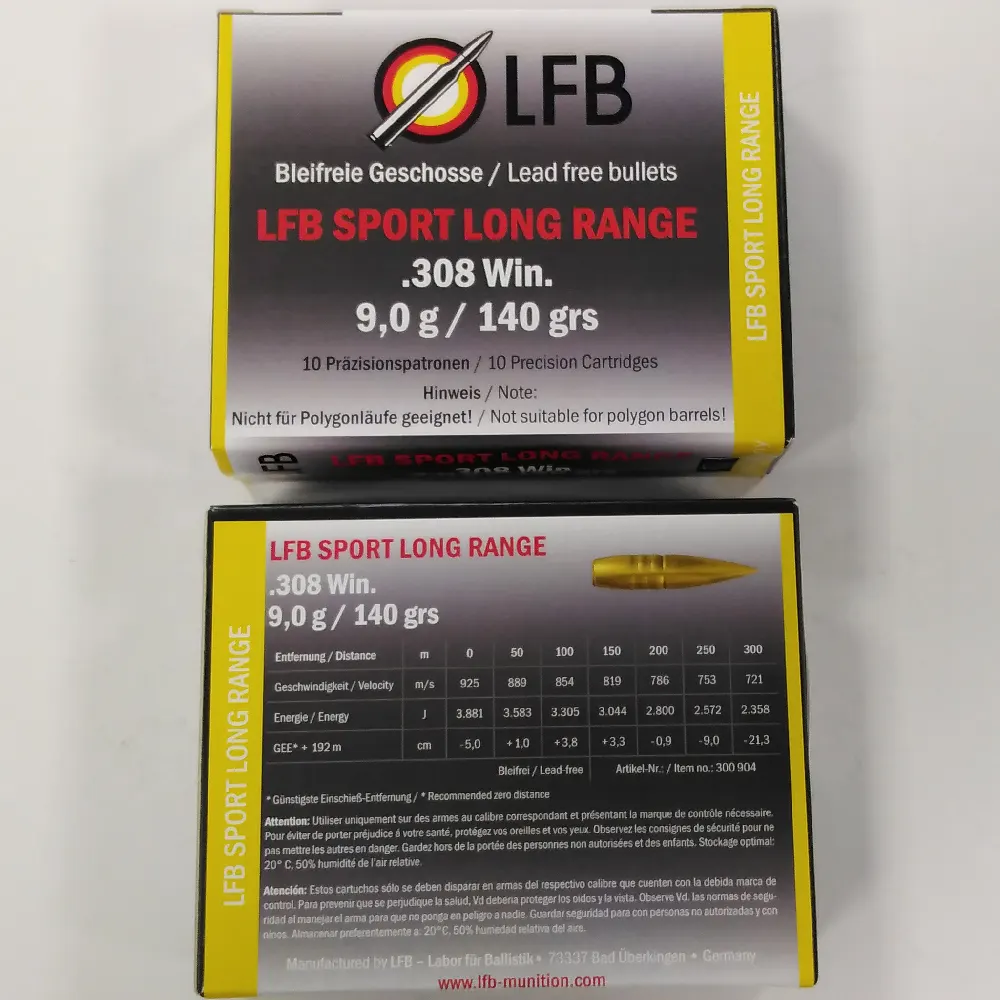 LFB
Bleifreie Geschosse / Lead free bullets
LFB SPORT LONG RANGE
.308 Win.
9,0 g / 140 grs
10 Präzisionspatronen / 10 Precision Cartridges
Hinweis / Note:
Nicht für Polygonläufe geeignet! / Not suitable for polygon barrels!
LFB SPORT LONG RANGE
LFB
LFB SPORT LONG RANGE
.308 Win.
LFB SPORT LONG RANGE
LFB SPORT LONG RANGE
.308 Win.
9,0 g / 140 grs
Entfernung / Distance m 0 50 100 150 200 250 300
Geschwindigkeit / Velocity m/s 925 889 854 819 786 753 721
Energie / Energy J 3.881 3.583 3.305 3.044 2.800 2.572 2.358
GEE* + 192 m cm -5,0 +1,0 +3,8 +3,3 -0,9 -9,0 -21,3
Bleifrei / Lead-free Artikel-Nr.: / Item no.: 300 904
* Günstigste Einschieß-Entfernung / * Recommended zero distance
Attention: Utiliser uniquement sur des armes au calibre correspondant et présentant la marque de contrôle nécessaire.
Pour éviter de porter préjudice ó votre santé, protégez vos oreilles et vos yeux. Observez les consignes de sécurité pour ne
pas mettre les autres en danger. Gardez hors de la portée des personnes non autorisées et des enfants. Stockage optimal:
20° C, 50% humidité de l'air relative.
Atención: Estos cartuchos sólo se deben disparar en armas del respectivo calibre que cuenten con la debida marca de
control. Para prevenir que se perjudique la salud, Vd deberia proteger los oidos y la vista. Observe Vd. las normas de segu-
ridad al manejar el arma para que no ponga en peligro a nadie. Guardar seguridad para con personas no autorizadas y con
ninos. Almacenar preferentemente a: 20°C, 50% humedad relativa del aire.
Manufactured by LFB – Labor für Ballistik • 73337 Bad Überkingen • Germany
www.lfb-munition.com